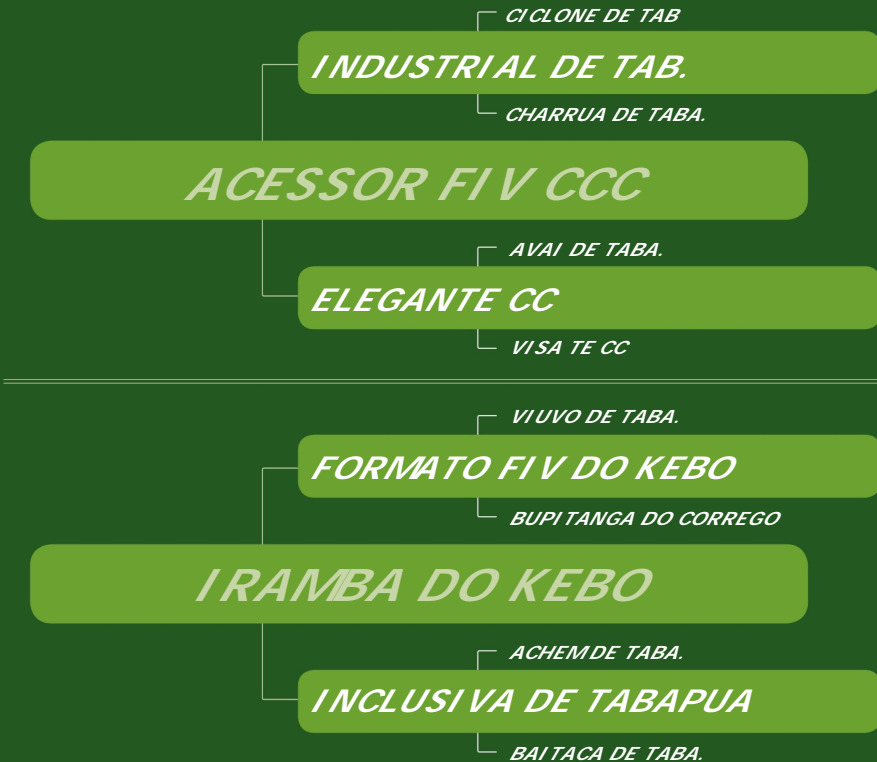 CICLONE DE TAB
INDUSTRIAL DE TAB.
CHARRUA DE TABA.
ACESSOR FIV CCC
AVAI DE TABA.
ELEGANTE CC
VISA TE CC
VIUVO DE TABA.
FORMATO FIV DO KEBO
BUPITANGA DO CORREGO
IRAMBA DO KEBO
ACHEM DE TABA.
INCLUSIVA DE TABAPUA
BAITACA DE TABA.